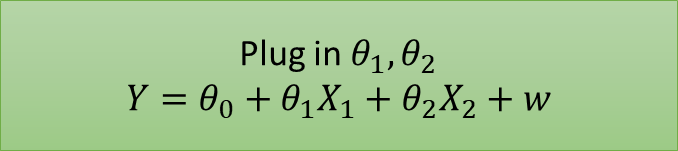 Plug in θ₁, θ₂
Y = θ₀ + θ₁X₁ + θ₂X₂ + w